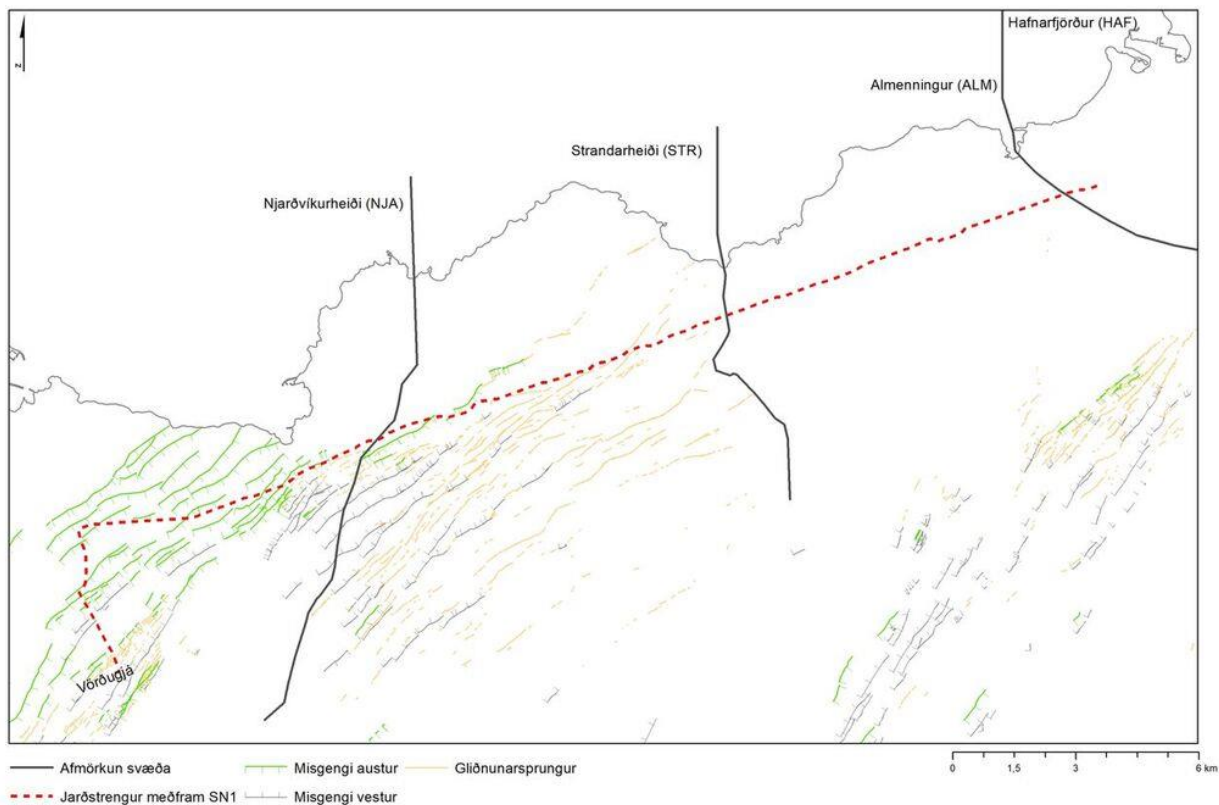 Hafnarfjörður (HAF)
z
Almenningur (ALM)
Strandarheiði (STR)
Njarðvíkurheiði (NJA)
Vörðugjá
Afmörkun svæða
Misgengi austur
Gliðnunarsprungur
Jarðstrengur meðfram SN1
Misgengi vestur
0 1,5 3 6 km